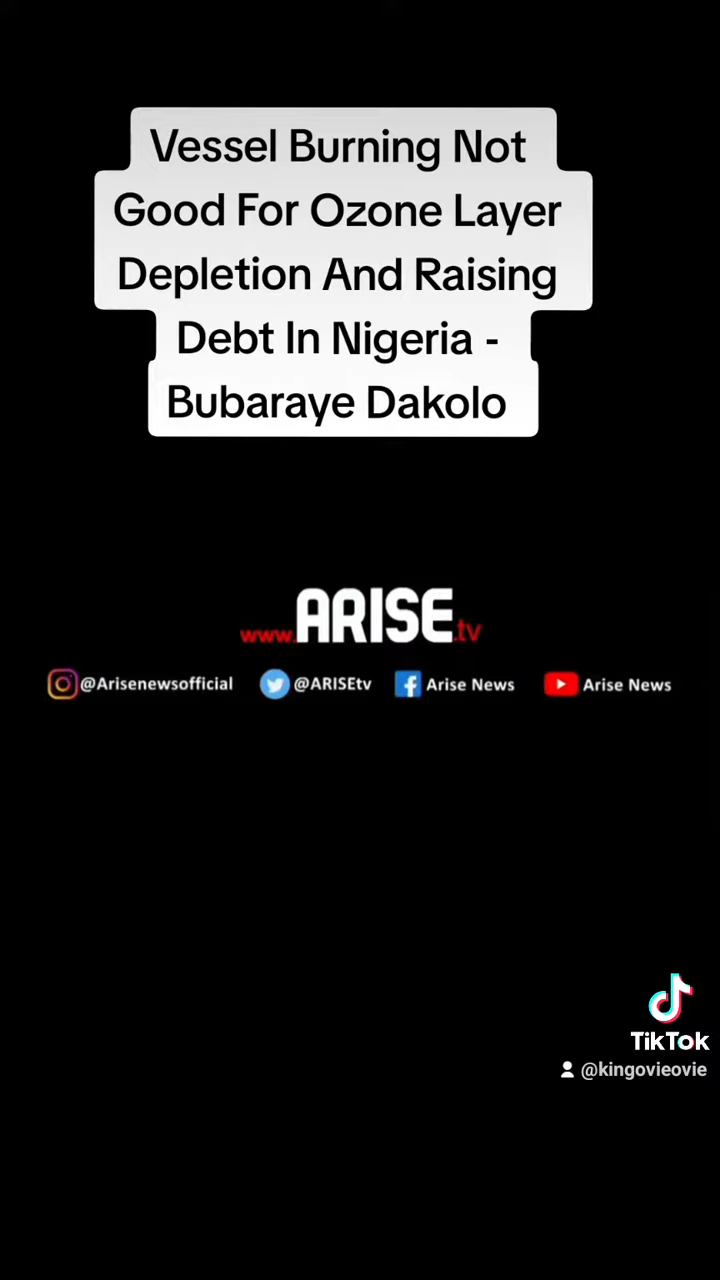 Vessel Burning Not
Good For Ozone Layer
Depletion And Raising
Debt In Nigeria -
Bubaraye Dakolo
www.ARISE.tv
@Arisenewsofficial @ARISEtv Arise News Arise News
TikTok
@kingovieovie